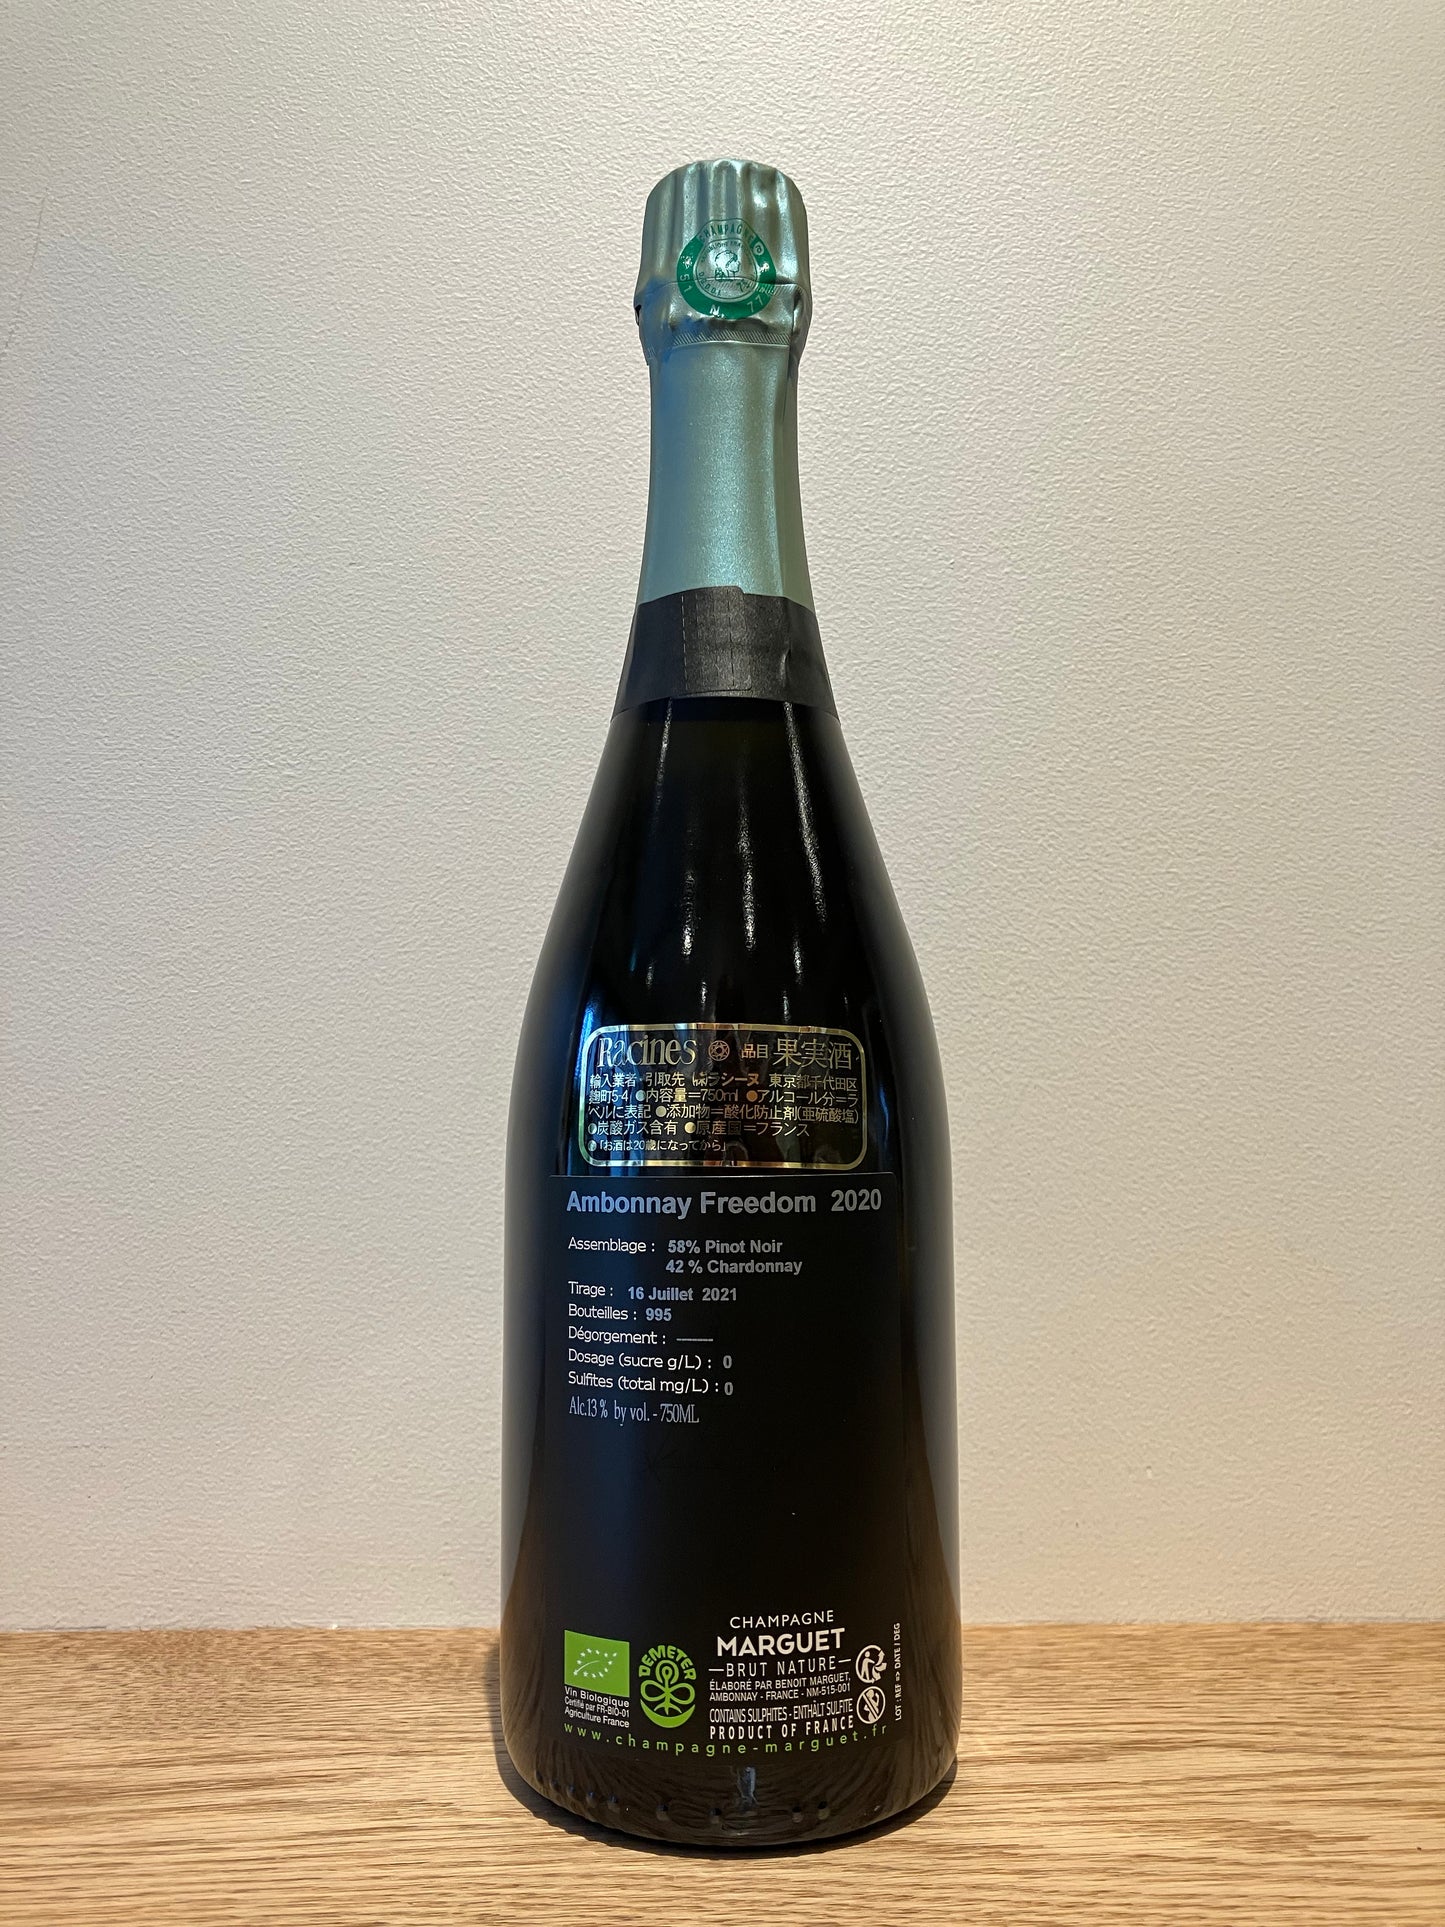 CHAMPAGNE
51 N.
Racines 品目 果実酒
輸入業者・引取先 ㈱ラシーヌ 東京都千代田区
麹町5-4 ●内容量=750ml ●アルコール分=ラ
ベルに表記 ●添加物=酸化防止剤(亜硫酸塩)
●炭酸ガス含有 ●原産国=フランス
「お酒は20歳になってから」
Ambonnay Freedom 2020
Assemblage : 58% Pinot Noir
42 % Chardonnay
Tirage : 16 Juillet 2021
Bouteilles : 995
Dégorgement : -------
Dosage (sucre g/L) : 0
Sulfites (total mg/L) : 0
Alc.13 % by vol. - 750ML
Vin Biologique
Certifié par FR-BIO-01
Agriculture France
DEMETER
CHAMPAGNE
MARGUET
BRUT NATURE
ÉLABORÉ PAR BENOIT MARGUET,
AMBONNAY - FRANCE - NM-515-001
CONTAINS SULPHITES - ENTHÄLT SULFITE
PRODUCT OF FRANCE
www.champagne-marguet.fr
LOT : REF => DATE / DEG